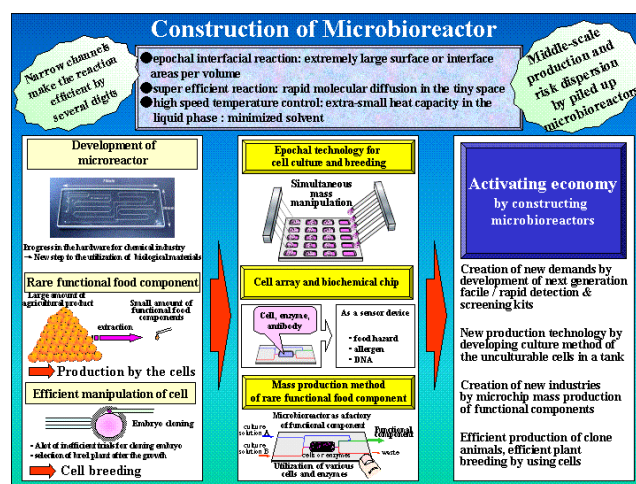 Construction of Microbioreactor
Narrow channels
make the reaction
efficient by
several digits
●epochal interfacial reaction: extremely large surface or interface
areas per volume
●super efficient reaction: rapid molecular diffusion in the tiny space
●high speed temperature control: extra-small heat capacity in the
liquid phase : minimized solvent
Middle-scale
production and
risk dispersion
by piled up
microbioreactors
Development of
microreactor
Progress in the hardware for chemical industry
→ New step to the utilization of biological materials
Rare functional food component
Large amount of
agricultural product
Small amount of
functional food
components
extraction
Production by the cells
Efficient manipulation of cell
Embryo cloning
• A lot of inefficient trials for cloning embryo
• selection of bred plant after the growth
Cell breeding
Epochal technology for
cell culture and breeding
Simultaneous
mass
manipulation
Cell array and biochemical chip
Cell, enzyme,
antibody
As a sensor device
• food hazard
• allergen
• DNA
Mass production method
of rare functional food component
Microbioreactor as a factory
of functional component
culture
solution A
Functional
component
culture
solution B
cells or enzymes
waste
Utilization of various
cells and enzymes
Activating economy
by constructing
microbioreactors
Creation of new demands by
development of next generation
facile / rapid detection &
screening kits
New production technology by
developing culture method of
the unculturable cells in a tank
Creation of new industries
by microchip mass production
of functional components
Efficient production of clone
animals, efficient plant
breeding by using cells